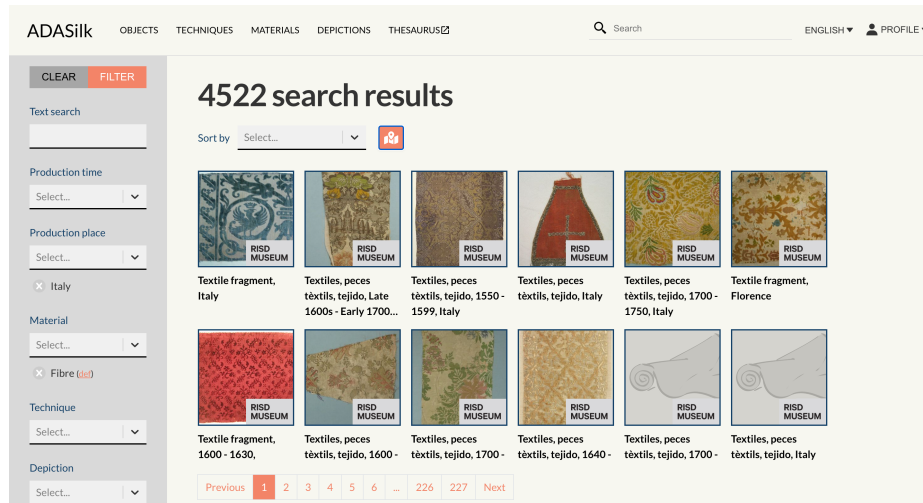 ADASilk OBJECTS TECHNIQUES MATERIALS DEPICTIONS THESAURUS Search ENGLISH PROFILE
CLEAR FILTER
Text search
Production time
Select...
Production place
Select...
Italy
Material
Select...
Fibre (def)
Technique
Select...
Depiction
Select...
4522 search results
Sort by Select...
RISD
MUSEUM
RISD
MUSEUM
RISD
MUSEUM
RISD
MUSEUM
RISD
MUSEUM
RISD
MUSEUM
Textile fragment,
Italy
Textiles, peces
tèxtils, tejido, Late
1600s - Early 1700...
Textiles, peces
tèxtils, tejido, 1550 -
1599, Italy
Textiles, peces
tèxtils, tejido, Italy
Textiles, peces
tèxtils, tejido, 1700 -
1750, Italy
Textile fragment,
Florence
RISD
MUSEUM
RISD
MUSEUM
RISD
MUSEUM
RISD
MUSEUM
RISD
MUSEUM
RISD
MUSEUM
Textile fragment,
1600 - 1630,
Textiles, peces
tèxtils, tejido, 1600 -
Textiles, peces
tèxtils, tejido, 1700 -
Textiles, peces
tèxtils, tejido, 1640 -
Textiles, peces
tèxtils, tejido, 1700 -
Textiles, peces
tèxtils, tejido, Italy
Previous 1 2 3 4 5 6 ... 226 227 Next